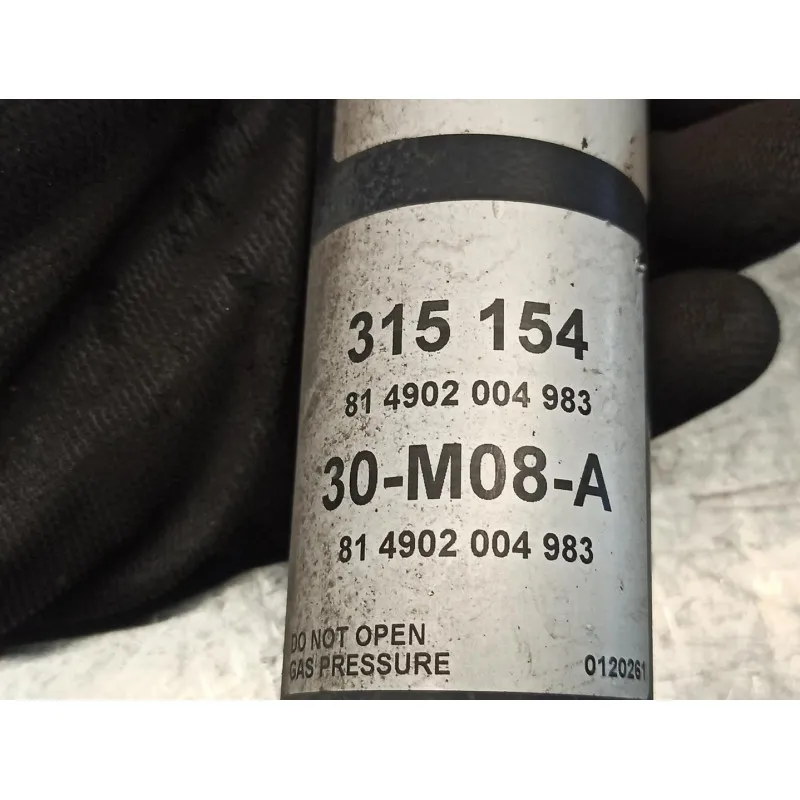 315 154
81 4902 004 983
30-M08-A
81 4902 004 983
DO NOT OPEN
GAS PRESSURE 0120261